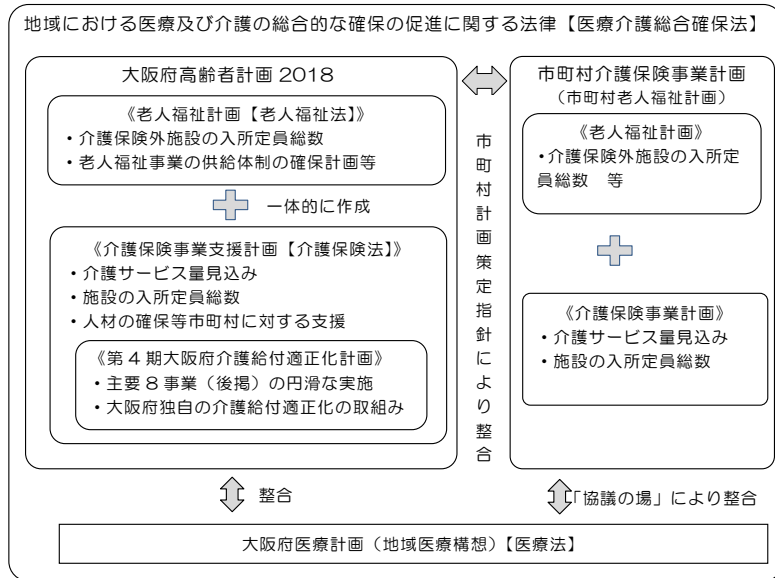 地域における医療及び介護の総合的な確保の促進に関する法律【医療介護総合確保法】
大阪府高齢者計画 2018
《老人福祉計画【老人福祉法】》
・介護保険外施設の入所定員総数
・老人福祉事業の供給体制の確保計画等
一体的に作成
《介護保険事業支援計画【介護保険法】》
・介護サービス量見込み
・施設の入所定員総数
・人材の確保等市町村に対する支援
《第4期大阪府介護給付適正化計画》
・主要8事業（後掲）の円滑な実施
・大阪府独自の介護給付適正化の取組み
市町村計画策定指針により整合
市町村介護保険事業計画
（市町村老人福祉計画）
《老人福祉計画》
・介護保険外施設の入所定
員総数　等
《介護保険事業計画》
・介護サービス量見込み
・施設の入所定員総数
整合
「協議の場」により整合
大阪府医療計画（地域医療構想）【医療法】